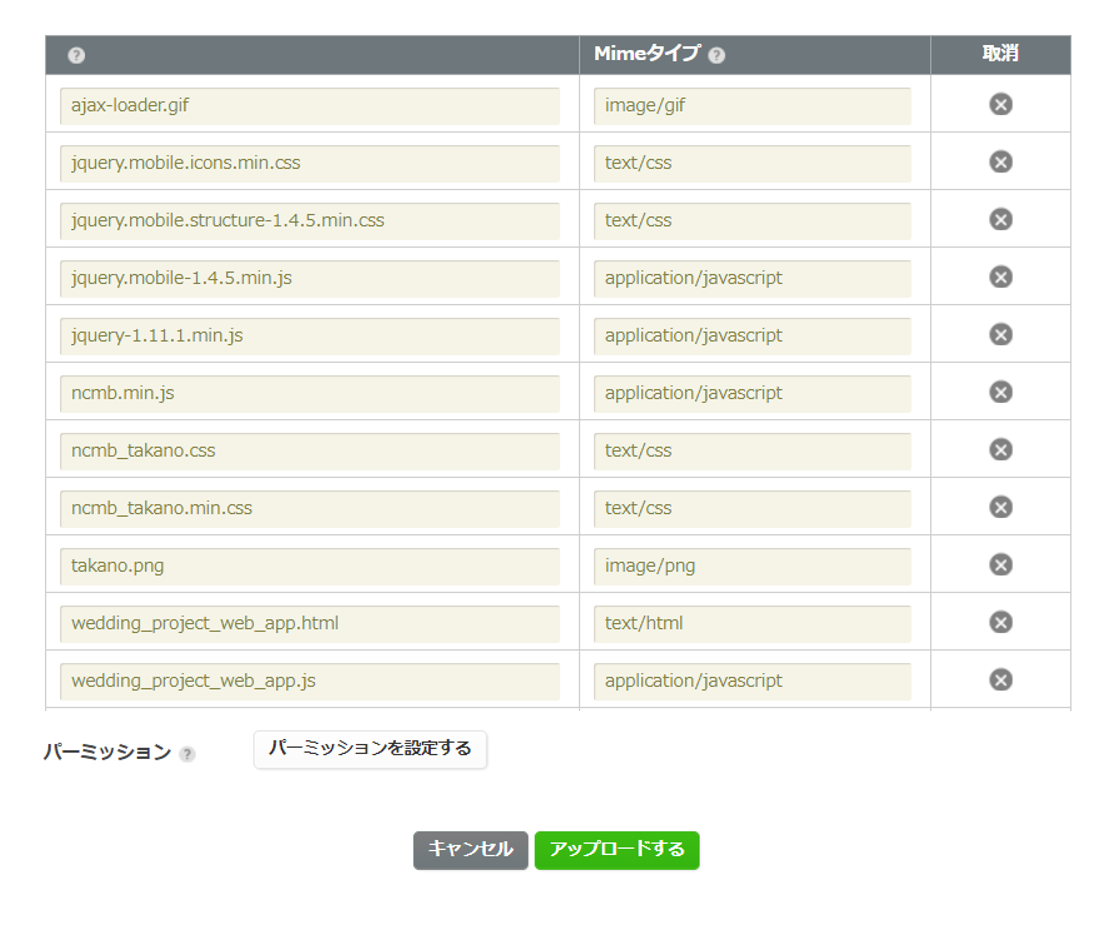 ? Mimeタイプ ? 取消
ajax-loader.gif image/gif
jquery.mobile.icons.min.css text/css
jquery.mobile.structure-1.4.5.min.css text/css
jquery.mobile-1.4.5.min.js application/javascript
jquery-1.11.1.min.js application/javascript
ncmb.min.js application/javascript
ncmb_takano.css text/css
ncmb_takano.min.css text/css
takano.png image/png
wedding_project_web_app.html text/html
wedding_project_web_app.js application/javascript
パーミッション ? パーミッションを設定する
キャンセル アップロードする